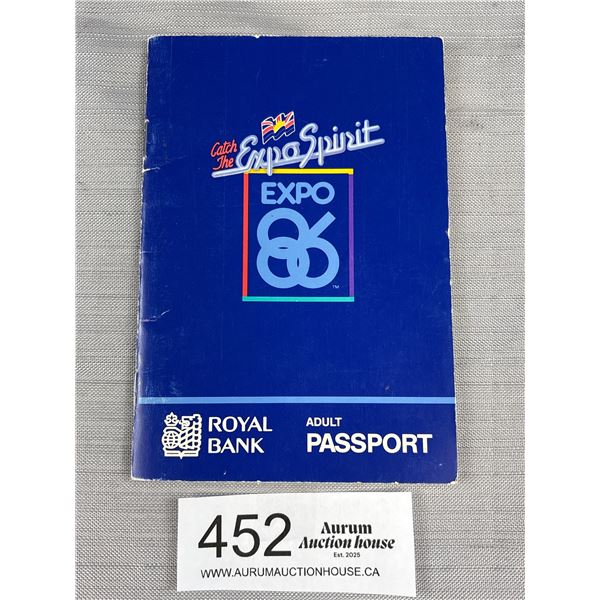 Catch
The Expo Spirit
EXPO
86
TM
ROYAL
BANK
ADULT
PASSPORT
452
Aurum
Auction house
Est. 2025
WWW.AURUMAUCTIONHOUSE.CA